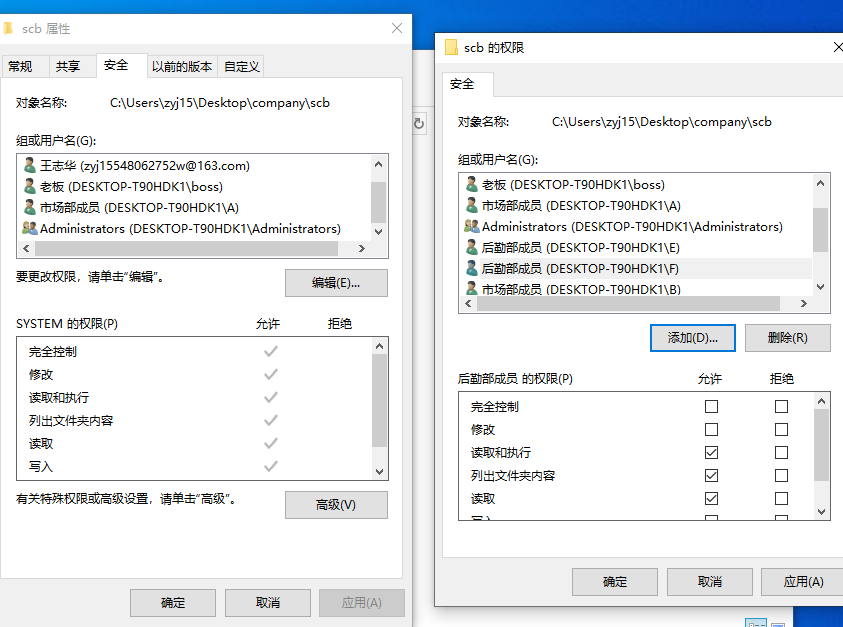 scb 属性
常规
共享
安全
以前的版本
自定义
对象名称:
C:\Users\zyj15\Desktop\company\scb
组或用户名(G):
王志华 (zyj15548062752w@163.com)
老板 (DESKTOP-T90HDK1\boss)
市场部成员 (DESKTOP-T90HDK1\A)
Administrators (DESKTOP-T90HDK1\Administrators)
要更改权限，请单击“编辑”。
编辑(E)...
SYSTEM 的权限(P)
允许
拒绝
完全控制
修改
读取和执行
列出文件夹内容
读取
写入
有关特殊权限或高级设置，请单击“高级”。
高级(V)
确定
取消
应用(A)
scb 的权限
安全
对象名称:
C:\Users\zyj15\Desktop\company\scb
组或用户名(G):
老板 (DESKTOP-T90HDK1\boss)
市场部成员 (DESKTOP-T90HDK1\A)
Administrators (DESKTOP-T90HDK1\Administrators)
后勤部成员 (DESKTOP-T90HDK1\E)
后勤部成员 (DESKTOP-T90HDK1\F)
市场部成员 (DESKTOP-T90HDK1\B)
添加(D)...
删除(R)
后勤部成员 的权限(P)
允许
拒绝
完全控制
修改
读取和执行
列出文件夹内容
读取
确定
取消
应用(A)